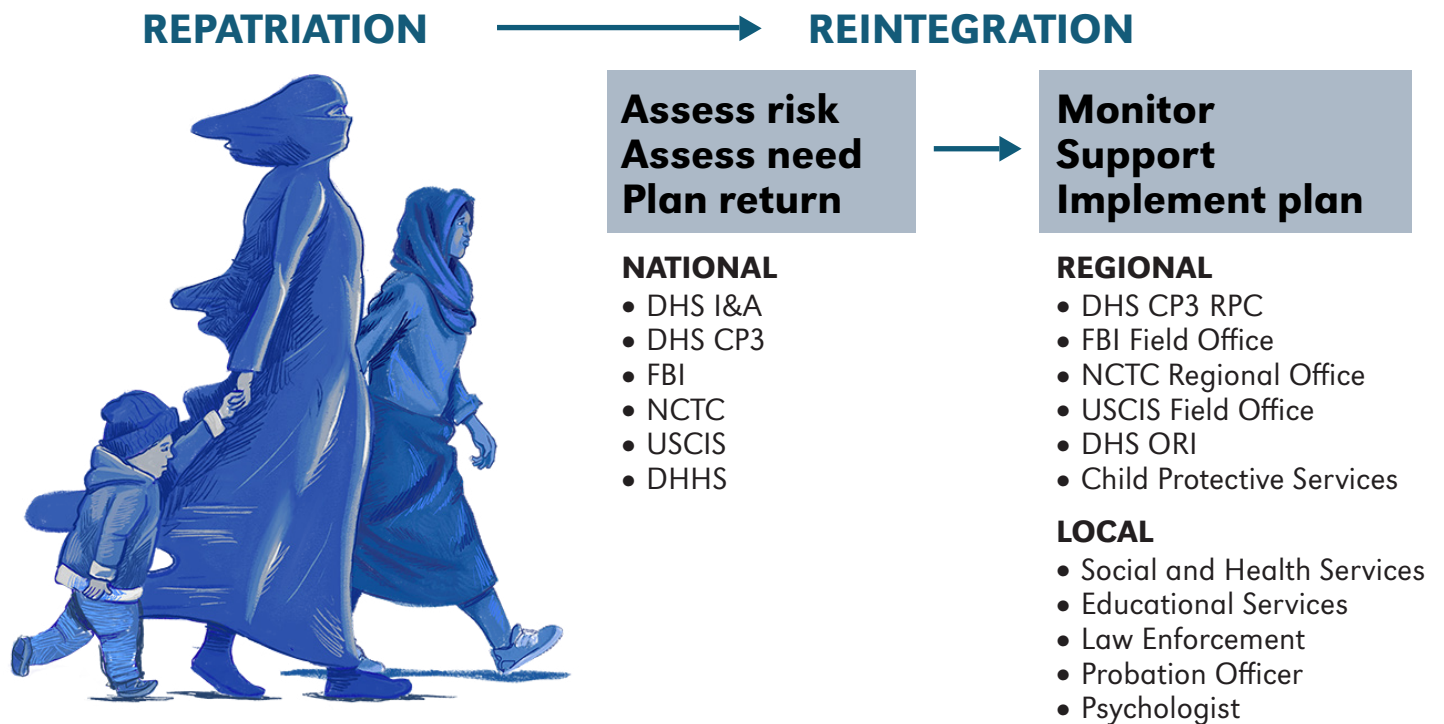 REPATRIATION
REINTEGRATION
Assess risk
Assess need
Plan return
NATIONAL
• DHS I&A
• DHS CP3
• FBI
• NCTC
• USCIS
• DHHS
Monitor
Support
Implement plan
REGIONAL
• DHS CP3 RPC
• FBI Field Office
• NCTC Regional Office
• USCIS Field Office
• DHS ORI
• Child Protective Services
LOCAL
• Social and Health Services
• Educational Services
• Law Enforcement
• Probation Officer
• Psychologist